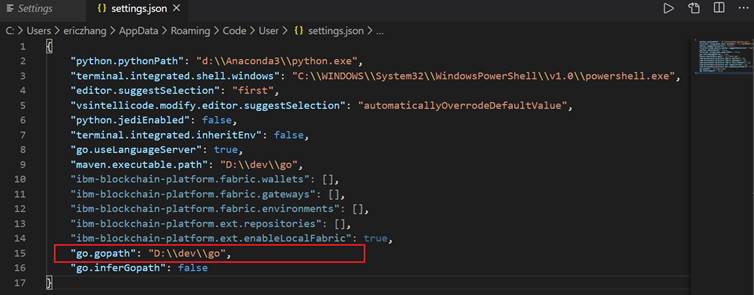 Settings
settings.json
C: > Users > ericzhang > AppData > Roaming > Code > User > {} settings.json > ...
1 {
2 "python.pythonPath": "d:\\Anaconda3\\python.exe",
3 "terminal.integrated.shell.windows": "C:\\WINDOWS\\System32\\WindowsPowerShell\\v1.0\\powershell.exe",
4 "editor.suggestSelection": "first",
5 "vsintellicode.modify.editor.suggestSelection": "automaticallyOverrodeDefaultValue",
6 "python.jediEnabled": false,
7 "terminal.integrated.inheritEnv": false,
8 "go.useLanguageServer": true,
9 "maven.executable.path": "D:\\dev\\go",
10 "ibm-blockchain-platform.fabric.wallets": [],
11 "ibm-blockchain-platform.fabric.gateways": [],
12 "ibm-blockchain-platform.fabric.environments": [],
13 "ibm-blockchain-platform.ext.repositories": [],
14 "ibm-blockchain-platform.ext.enableLocalFabric": true,
15 "go.gopath": "D:\\dev\\go",
16 "go.inferGopath": false
17 }